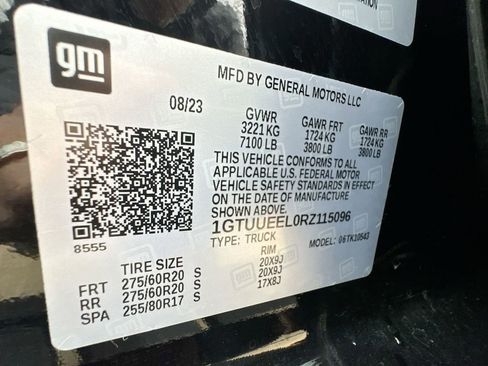 ATION
gm
MFD BY GENERAL MOTORS LLC
08/23 GVWR GAWR FRT GAWR RR
3221 KG 1724 KG 1724 KG
7100 LB 3800 LB 3800 LB
THIS VEHICLE CONFORMS TO ALL
APPLICABLE U.S. FEDERAL MOTOR
VEHICLE SAFETY STANDARDS IN EFFECT
ON THE DATE OF MANUFACTURE
SHOWN ABOVE.
1GTUUEEL0RZ115096
8555 TYPE: TRUCK MODEL: 06TK10543
TIRE SIZE RIM
FRT 275/60R20 S 20X9J
RR 275/60R20 S 20X9J
SPA 255/80R17 S 17X8J